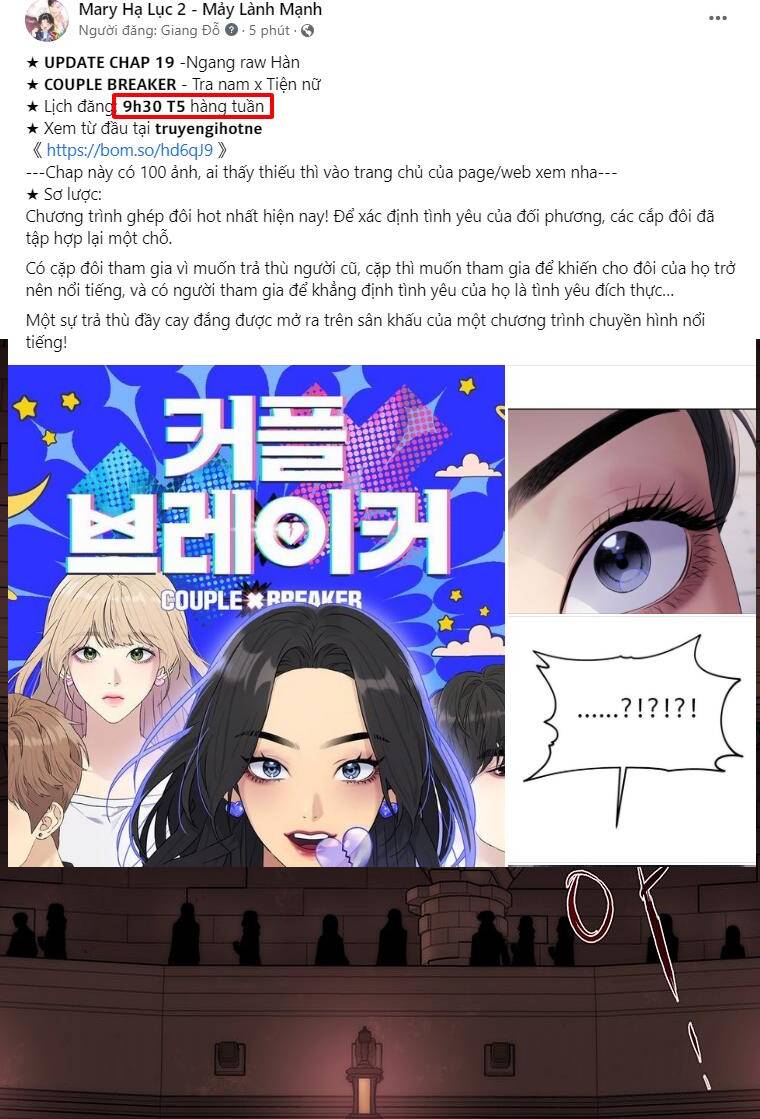 Mary Hạ Lục 2 - Mảy Lành Mạnh
Người đăng: Giang Đỗ ? · 5 phút ·
★ UPDATE CHAP 19 -Ngang raw Hàn
★ COUPLE BREAKER - Tra nam x Tiện nữ
★ Lịch đăng: 9h30 T5 hàng tuần
★ Xem từ đầu tại truyengihotne
《 https://bom.so/hd6qJ9 》
---Chap này có 100 ảnh, ai thấy thiếu thì vào trang chủ của page/web xem nha---
★ Sơ lược:
Chương trình ghép đôi hot nhất hiện nay! Để xác định tình yêu của đối phương, các cắp đôi đã
tập hợp lại một chỗ.
Có cặp đôi tham gia vì muốn trả thù người cũ, cặp thì muốn tham gia để khiến cho đôi của họ trở
nên nổi tiếng, và có người tham gia để khẳng định tình yêu của họ là tình yêu đích thực...
Một sự trả thù đầy cay đắng được mở ra trên sân khấu của một chương trình chuyền hình nổi
tiếng!
커플
브레이커
COUPLE✖BREAKER
......?!?!?!
아